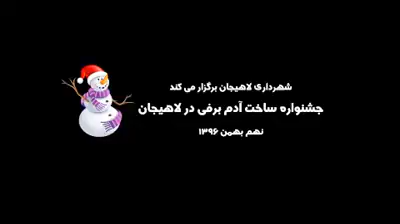 شهرداری لاهیجان برگزار می کند
جشنواره ساخت آدم برفی در لاهیجان
نهم بهمن ۱۳۹۶